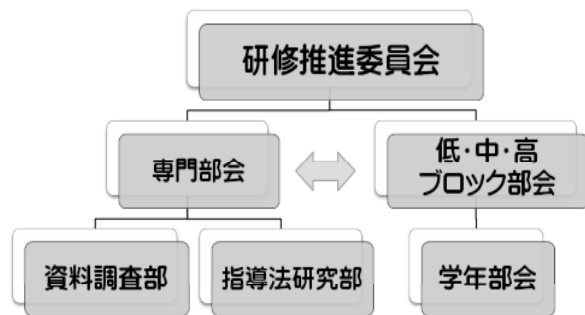 研修推進委員会
専門部会
低・中・高
ブロック部会
資料調査部
指導法研究部
学年部会